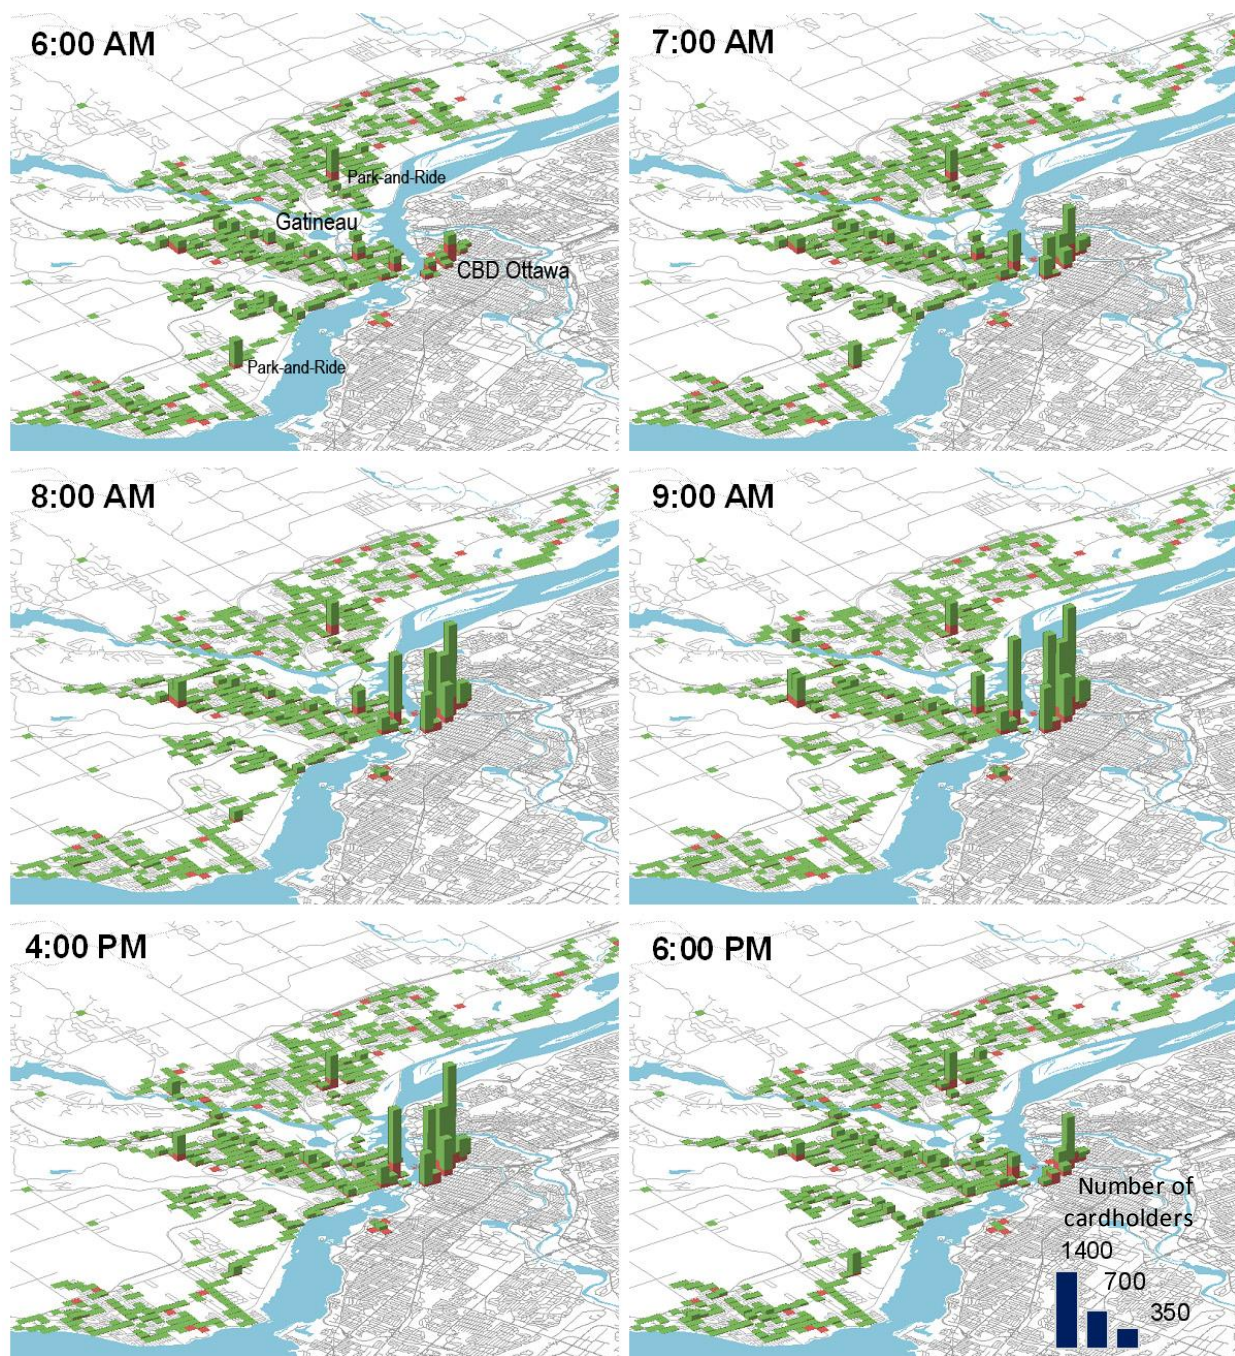 6:00 AM
7:00 AM
Park-and-Ride
Gatineau
CBD Ottawa
Park-and-Ride
8:00 AM
9:00 AM
4:00 PM
6:00 PM
Number of
cardholders
1400
700
350